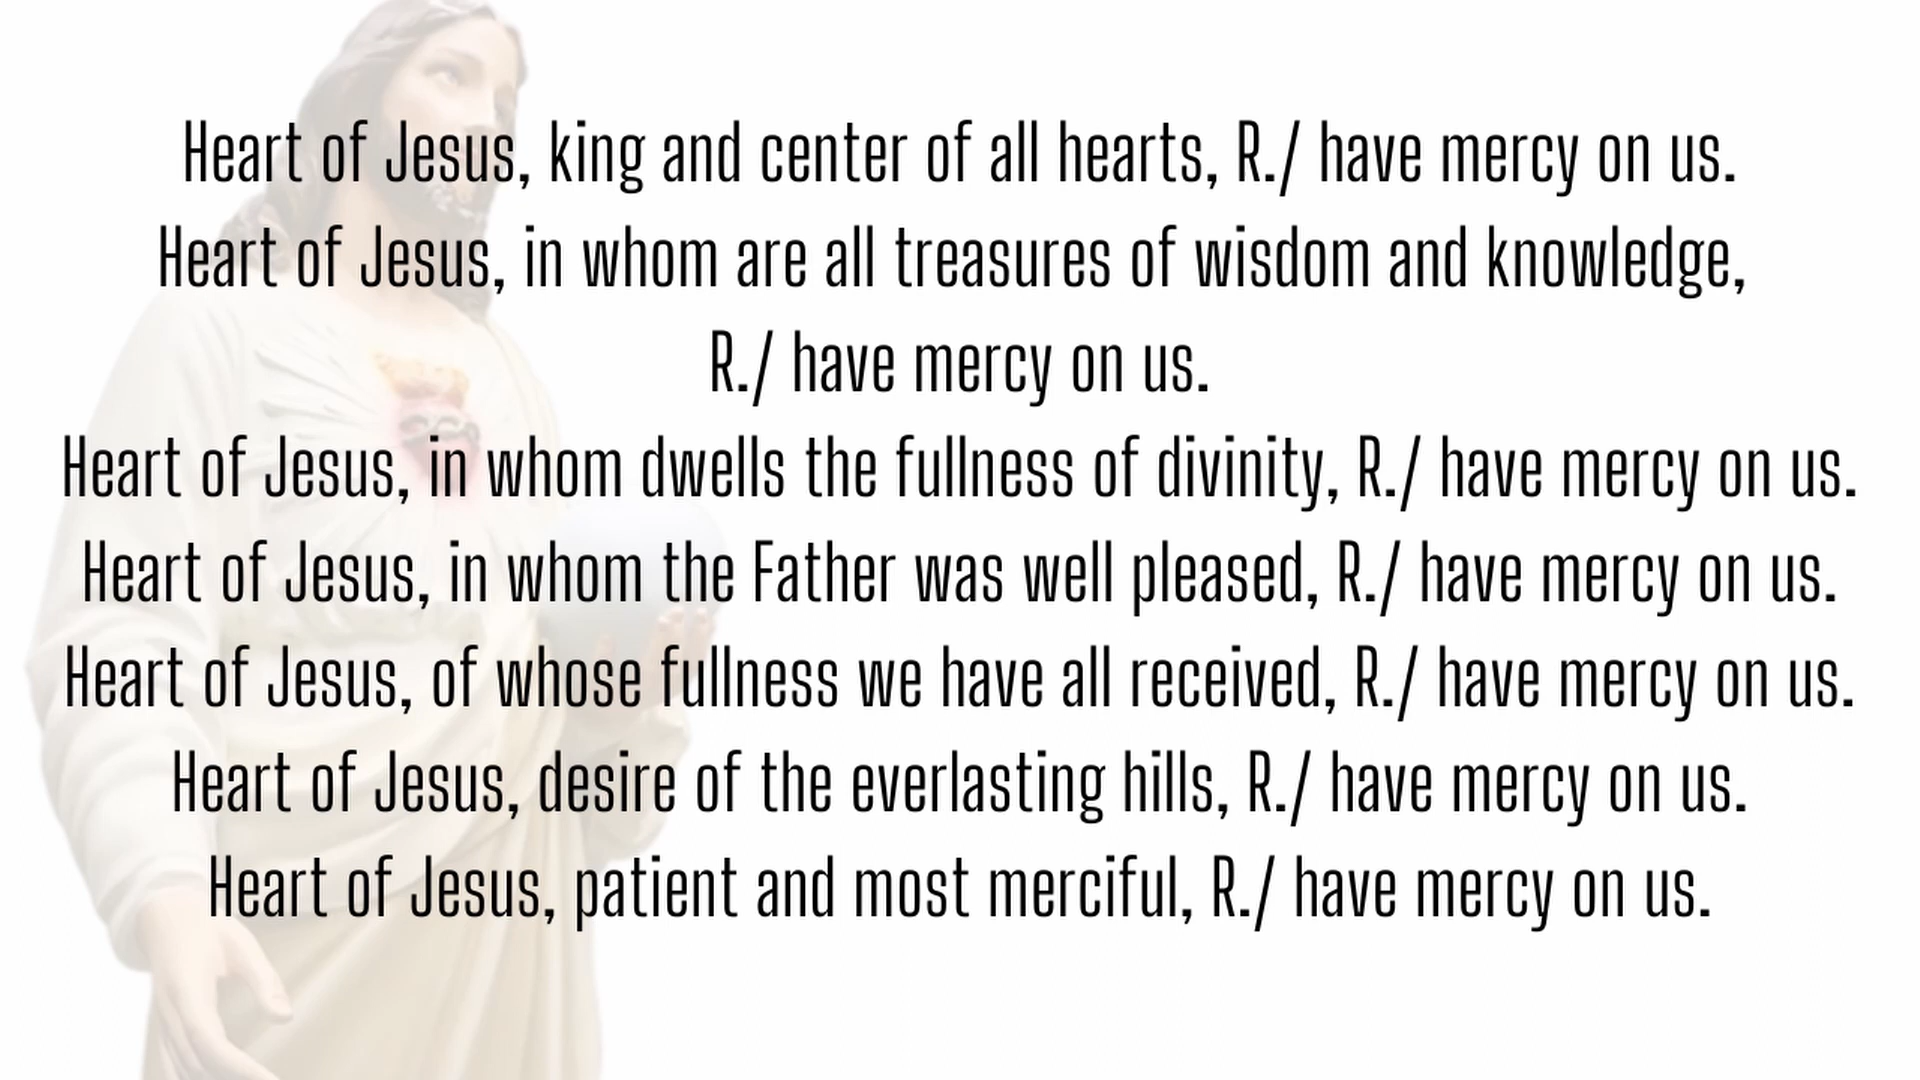 Heart of Jesus, king and center of all hearts, R./ have mercy on us.
Heart of Jesus, in whom are all treasures of wisdom and knowledge,
R./ have mercy on us.
Heart of Jesus, in whom dwells the fullness of divinity, R./ have mercy on us.
Heart of Jesus, in whom the Father was well pleased, R./ have mercy on us.
Heart of Jesus, of whose fullness we have all received, R./ have mercy on us.
Heart of Jesus, desire of the everlasting hills, R./ have mercy on us.
Heart of Jesus, patient and most merciful, R./ have mercy on us.